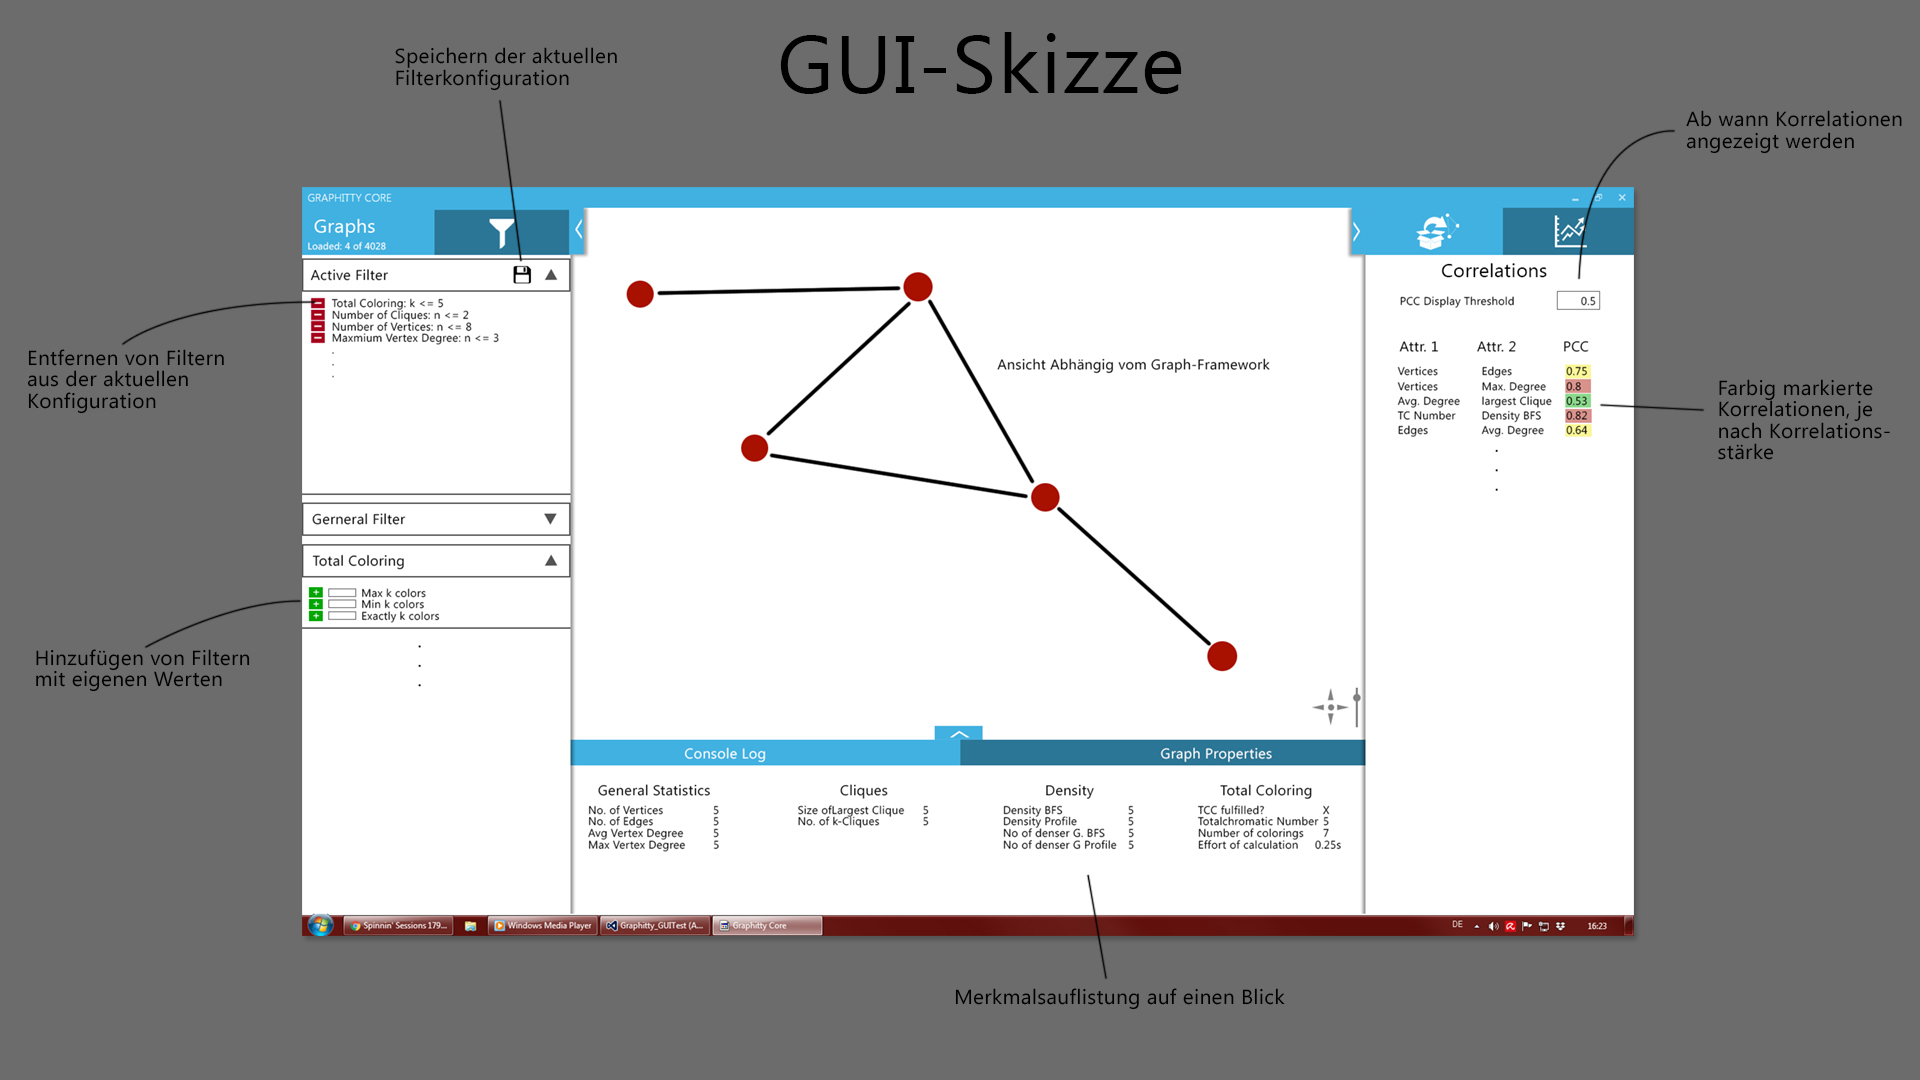 GUI-Skizze
Speichern der aktuellen
Filterkonfiguration
Ab wann Korrelationen
angezeigt werden
GRAPHITTY CORE
Graphs
Loaded: 4 of 4028
Active Filter
Total Coloring: k <= 5
Number of Cliques: n <= 2
Number of Vertices: n <= 8
Maxmium Vertex Degree: n <= 3
.
.
.
Entfernen von Filtern
aus der aktuellen
Konfiguration
Gerneral Filter
Total Coloring
Max k colors
Min k colors
Exactly k colors
.
.
.
Hinzufügen von Filtern
mit eigenen Werten
Ansicht Abhängig vom Graph-Framework
Correlations
PCC Display Threshold 0.5
Attr. 1 Attr. 2 PCC
Vertices Edges 0.75
Vertices Max. Degree 0.8
Avg. Degree largest Clique 0.53
TC Number Density BFS 0.82
Edges Avg. Degree 0.64
.
.
.
Farbig markierte
Korrelationen, je
nach Korrelations-
stärke
Console Log Graph Properties
General Statistics
No. of Vertices 5
No. of Edges 5
Avg Vertex Degree 5
Max Vertex Degree 5
Cliques
Size ofLargest Clique 5
No. of k-Cliques 5
Density
Density BFS 5
Density Profile 5
No of denser G. BFS 5
No of denser G Profile 5
Total Coloring
TCC fulfilled? X
Totalchromatic Number 5
Number of colorings 7
Effort of calculation 0.25s
Spinnin' Sessions 179... Windows Media Player Graphitty_GUITest (A... Graphitty Core DE 16:23
Merkmalsauflistung auf einen Blick